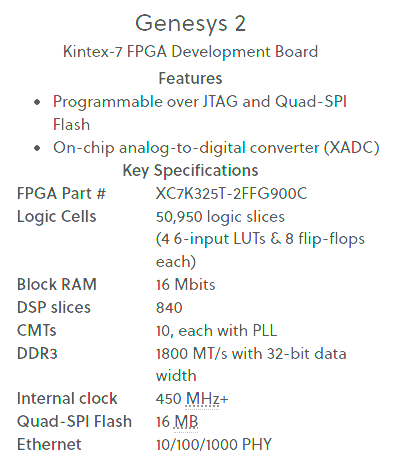 Genesys 2
Kintex-7 FPGA Development Board
Features
• Programmable over JTAG and Quad-SPI
Flash
• On-chip analog-to-digital converter (XADC)
Key Specifications
FPGA Part # XC7K325T-2FFG900C
Logic Cells 50,950 logic slices
(4 6-input LUTs & 8 flip-flops
each)
Block RAM 16 Mbits
DSP slices 840
CMTs 10, each with PLL
DDR3 1800 MT/s with 32-bit data
width
Internal clock 450 MHz+
Quad-SPI Flash 16 MB
Ethernet 10/100/1000 PHY